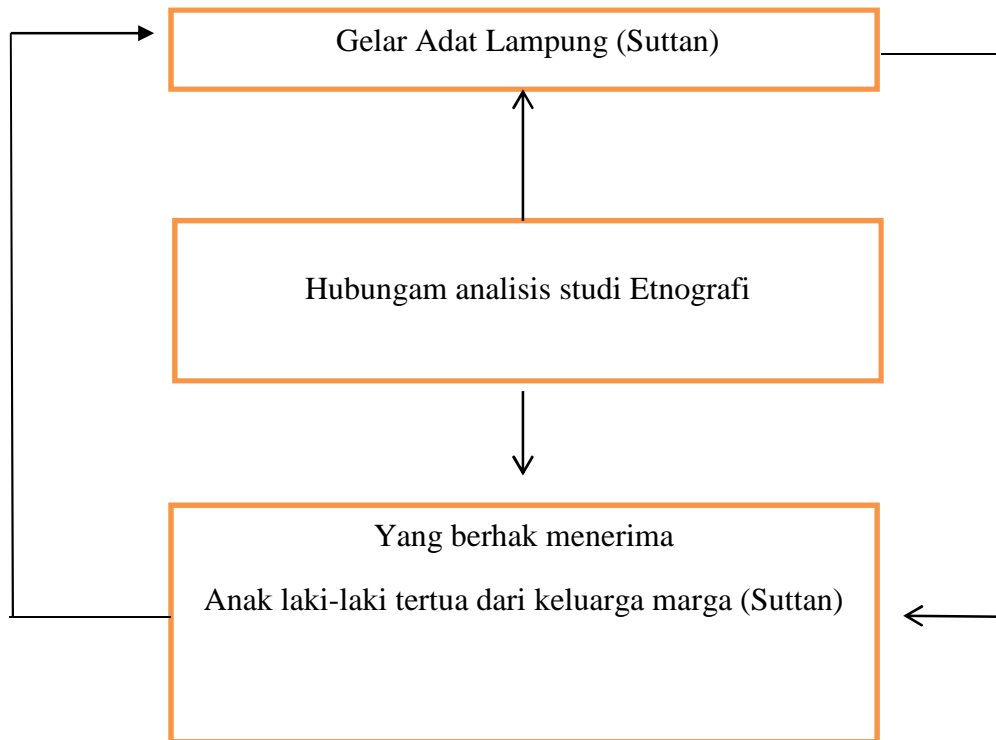 Gelar Adat Lampung (Suttan)
Hubungam analisis studi Etnografi
Yang berhak menerima
Anak laki-laki tertua dari keluarga marga (Suttan)